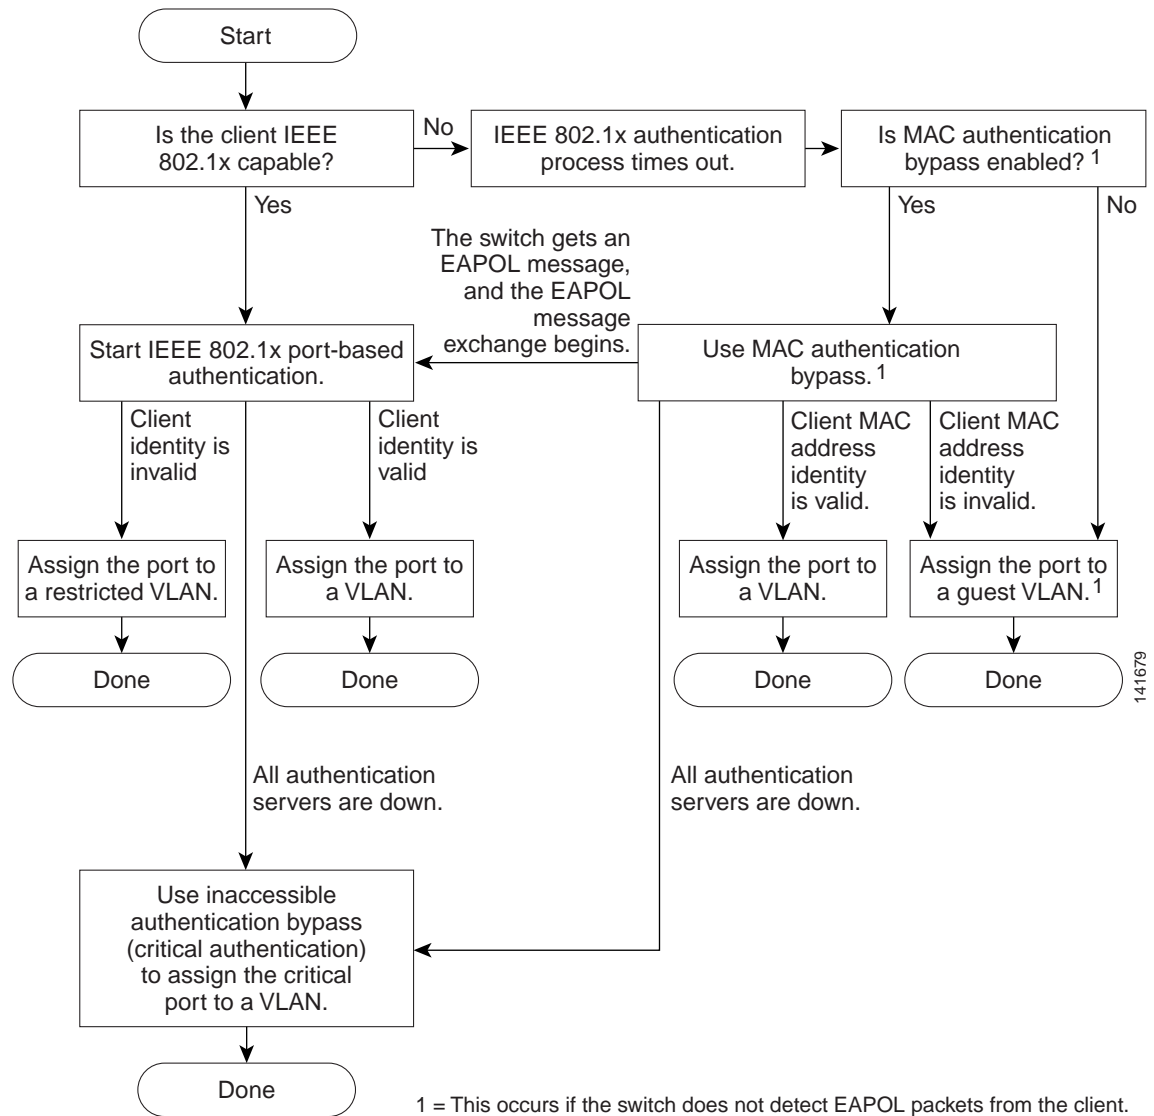 Start
Is the client IEEE
802.1x capable?
No
IEEE 802.1x authentication
process times out.
Is MAC authentication
bypass enabled? 1
Yes
Yes
No
The switch gets an
EAPOL message,
and the EAPOL
message
exchange begins.
Start IEEE 802.1x port-based
authentication.
Use MAC authentication
bypass. 1
Client
identity is
invalid
Client
identity is
valid
Client MAC
address
identity
is valid.
Client MAC
address
identity
is invalid.
Assign the port to
a restricted VLAN.
Assign the port to
a VLAN.
Assign the port to
a VLAN.
Assign the port to
a guest VLAN. 1
Done
Done
Done
Done
141679
All authentication
servers are down.
All authentication
servers are down.
Use inaccessible
authentication bypass
(critical authentication)
to assign the critical
port to a VLAN.
Done
1 = This occurs if the switch does not detect EAPOL packets from the client.